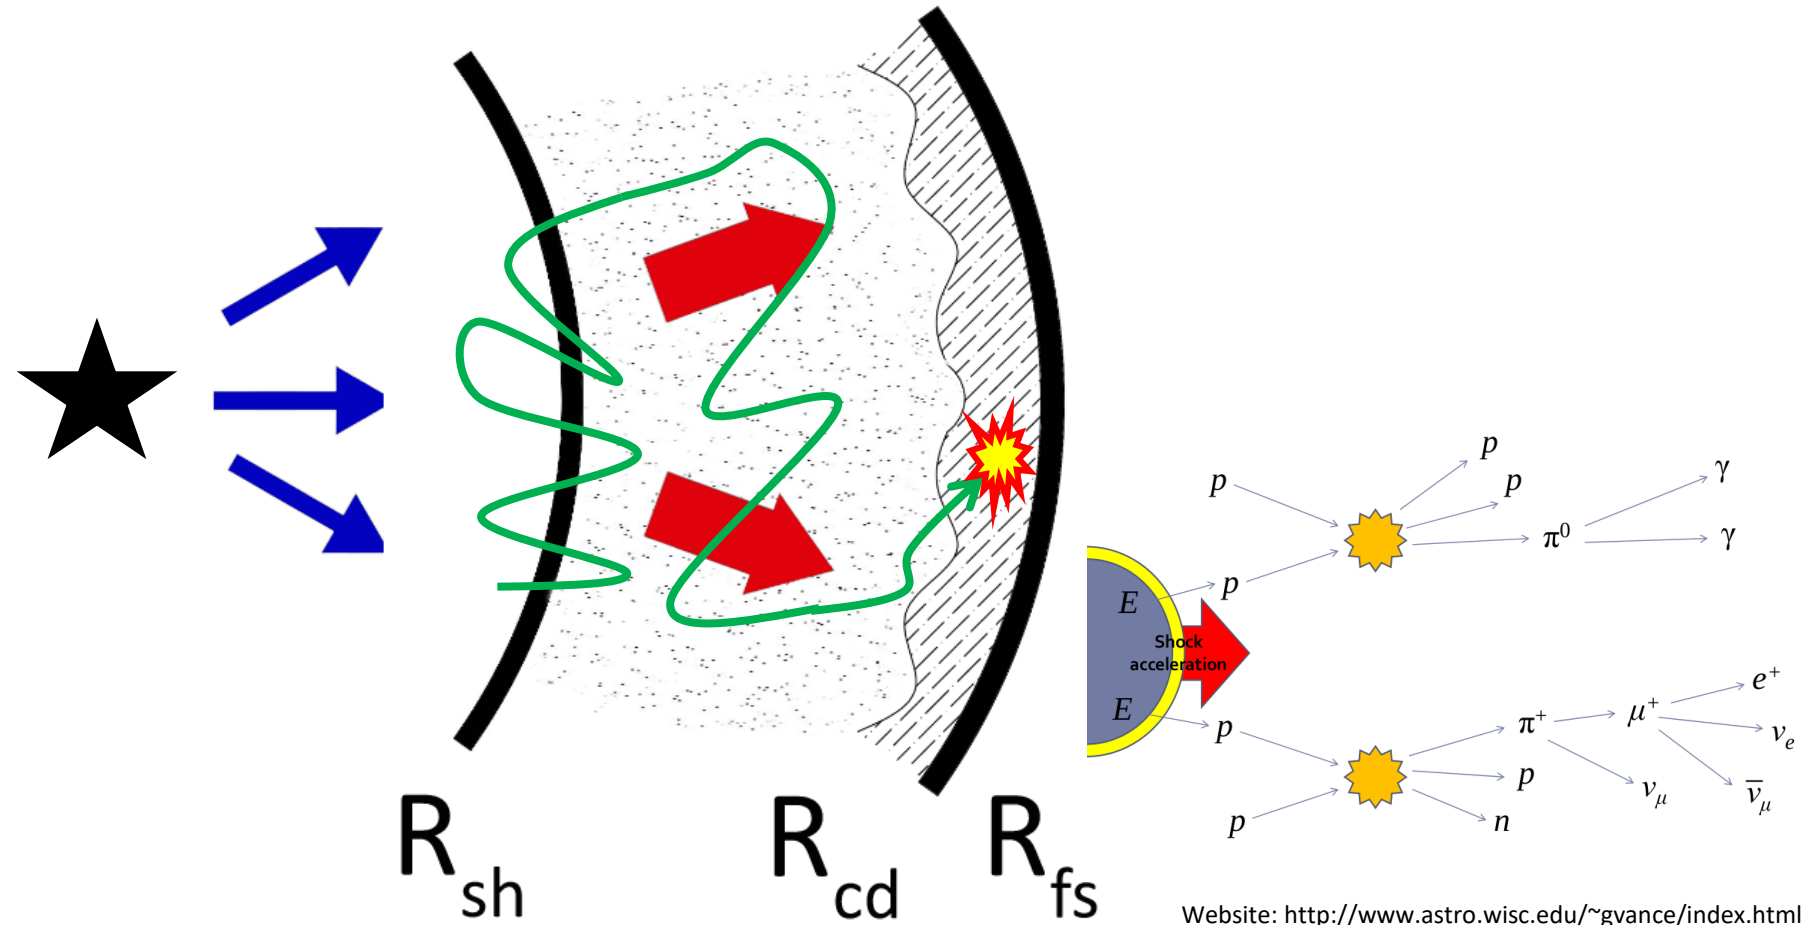 R_sh
R_cd
R_fs
p
p
p
γ
π⁰
γ
p
E
Shock
acceleration
E
p
π⁺
μ⁺
e⁺
ν_e
p
ν_μ
ν̅_μ
p
n
Website: http://www.astro.wisc.edu/~gvance/index.html